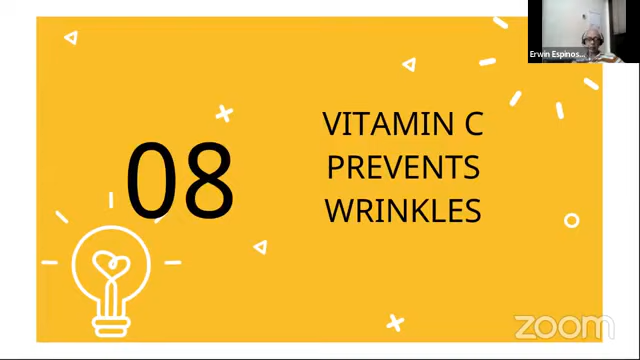 Erwin Espinos...
08
VITAMIN C
PREVENTS
WRINKLES
zoom